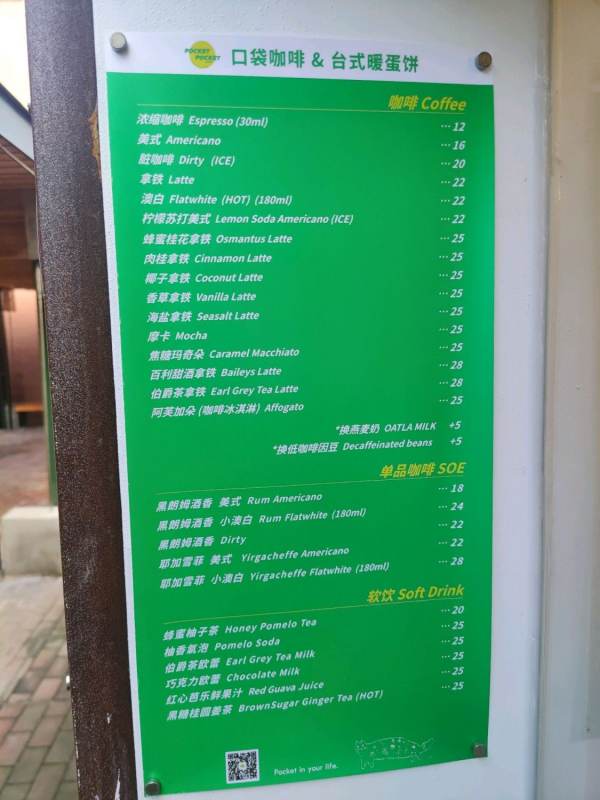 POCKET POCKET 口袋咖啡 & 台式暖蛋饼
咖啡 Coffee
浓缩咖啡 Espresso (30ml) ··· 12
美式 Americano ··· 16
脏咖啡 Dirty (ICE) ··· 20
拿铁 Latte ··· 22
澳白 Flatwhite (HOT) (180ml) ··· 22
柠檬苏打美式 Lemon Soda Americano (ICE) ··· 22
蜂蜜桂花拿铁 Osmantus Latte ··· 25
肉桂拿铁 Cinnamon Latte ··· 25
椰子拿铁 Coconut Latte ··· 25
香草拿铁 Vanilla Latte ··· 25
海盐拿铁 Seasalt Latte ··· 25
摩卡 Mocha ··· 25
焦糖玛奇朵 Caramel Macchiato ··· 25
百利甜酒拿铁 Baileys Latte ··· 28
伯爵茶拿铁 Earl Grey Tea Latte ··· 28
阿芙加朵 (咖啡冰淇淋) Affogato ··· 25
*换燕麦奶 OATLA MILK +5
*换低咖啡因豆 Decaffeinated beans +5
单品咖啡 SOE
黑朗姆酒香 美式 Rum Americano ··· 18
黑朗姆酒香 小澳白 Rum Flatwhite (180ml) ··· 24
黑朗姆酒香 Dirty ··· 22
耶加雪菲 美式 Yirgacheffe Americano ··· 22
耶加雪菲 小澳白 Yirgacheffe Flatwhite (180ml) ··· 28
软饮 Soft Drink
蜂蜜柚子茶 Honey Pomelo Tea ··· 20
柚香氣泡 Pomelo Soda ··· 25
伯爵茶欧蕾 Earl Grey Tea Milk ··· 25
巧克力欧蕾 Chocolate Milk ··· 25
红心芭乐鲜果汁 Red Guava Juice ··· 25
黑糖桂圆姜茶 BrownSugar Ginger Tea (HOT) ··· 25
Pocket in your life.